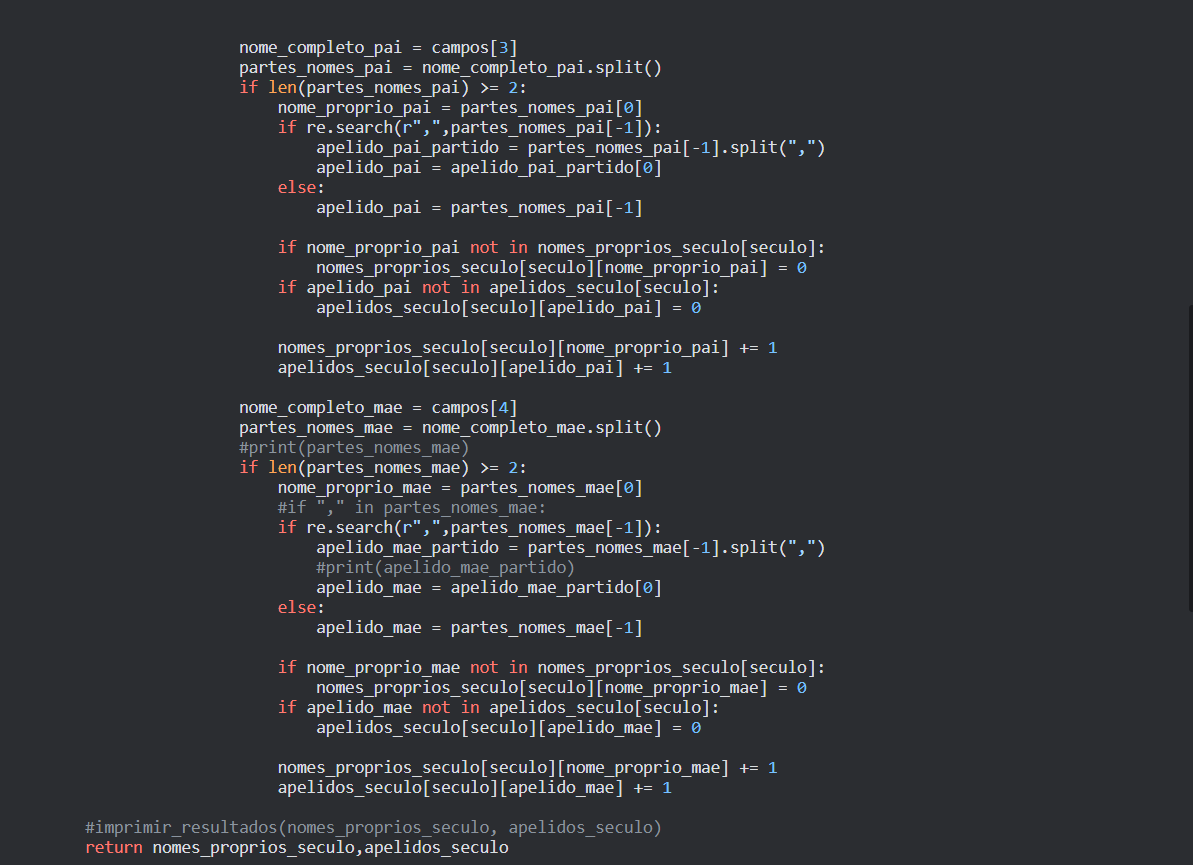 nome_completo_pai = campos[3]
partes_nomes_pai = nome_completo_pai.split()
if len(partes_nomes_pai) >= 2:
nome_proprio_pai = partes_nomes_pai[0]
if re.search(r",",partes_nomes_pai[-1]):
apelido_pai_partido = partes_nomes_pai[-1].split(",")
apelido_pai = apelido_pai_partido[0]
else:
apelido_pai = partes_nomes_pai[-1]
if nome_proprio_pai not in nomes_proprios_seculo[seculo]:
nomes_proprios_seculo[seculo][nome_proprio_pai] = 0
if apelido_pai not in apelidos_seculo[seculo]:
apelidos_seculo[seculo][apelido_pai] = 0
nomes_proprios_seculo[seculo][nome_proprio_pai] += 1
apelidos_seculo[seculo][apelido_pai] += 1
nome_completo_mae = campos[4]
partes_nomes_mae = nome_completo_mae.split()
#print(partes_nomes_mae)
if len(partes_nomes_mae) >= 2:
nome_proprio_mae = partes_nomes_mae[0]
#if "," in partes_nomes_mae:
if re.search(r",",partes_nomes_mae[-1]):
apelido_mae_partido = partes_nomes_mae[-1].split(",")
#print(apelido_mae_partido)
apelido_mae = apelido_mae_partido[0]
else:
apelido_mae = partes_nomes_mae[-1]
if nome_proprio_mae not in nomes_proprios_seculo[seculo]:
nomes_proprios_seculo[seculo][nome_proprio_mae] = 0
if apelido_mae not in apelidos_seculo[seculo]:
apelidos_seculo[seculo][apelido_mae] = 0
nomes_proprios_seculo[seculo][nome_proprio_mae] += 1
apelidos_seculo[seculo][apelido_mae] += 1
#imprimir_resultados(nomes_proprios_seculo, apelidos_seculo)
return nomes_proprios_seculo,apelidos_seculo